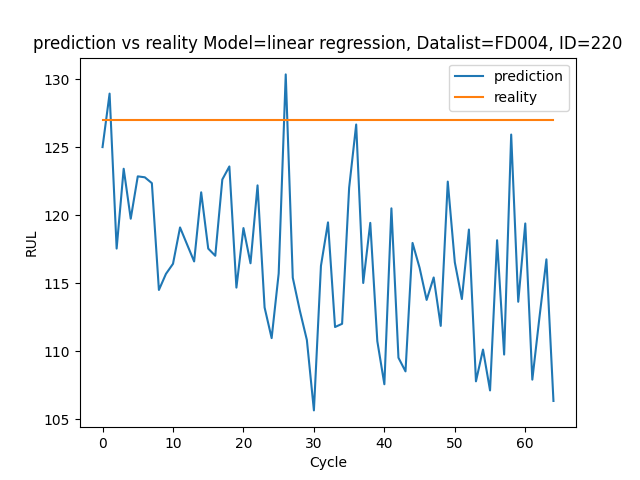 prediction vs reality Model=linear regression, Datalist=FD004, ID=220
prediction
reality
130
125
120
115
110
105
RUL
0 10 20 30 40 50 60
Cycle